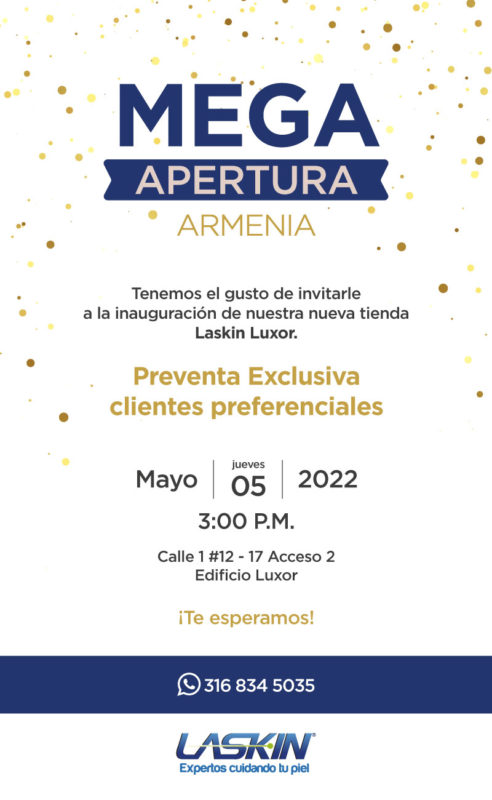 MEGA
APERTURA
ARMENIA
Tenemos el gusto de invitarle
a la inauguración de nuestra nueva tienda
Laskin Luxor.
Preventa Exclusiva
clientes preferenciales
Mayo | jueves 05 | 2022
3:00 P.M.
Calle 1 #12 - 17 Acceso 2
Edificio Luxor
¡Te esperamos!
316 834 5035
LASKIN®
Expertos cuidando tu piel